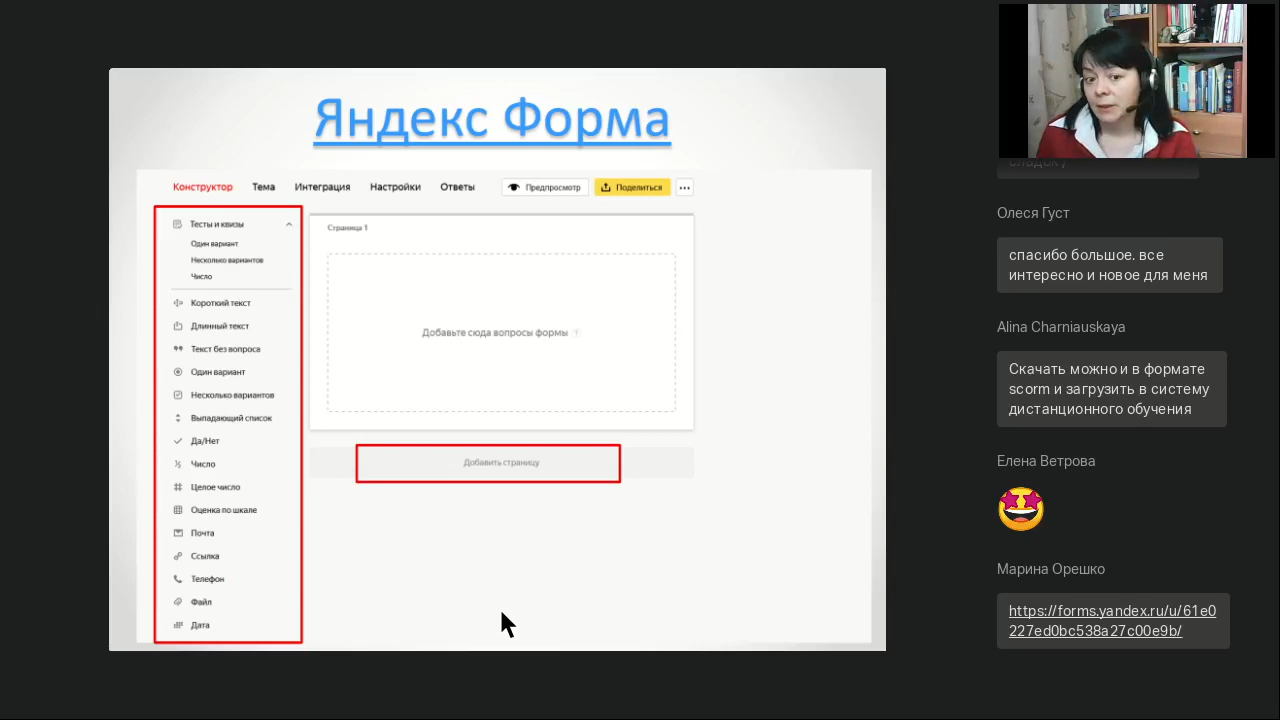 Яндекс Форма
Конструктор Тема Интеграция Настройки Ответы Предпросмотр Поделиться
Тесты и квизы
Один вариант
Несколько вариантов
Число
Короткий текст
Длинный текст
Текст без вопроса
Один вариант
Несколько вариантов
Выпадающий список
Да/Нет
Число
Целое число
Оценка по шкале
Почта
Ссылка
Телефон
Файл
Дата
Страница 1
Добавьте сюда вопросы формы ?
Добавить страницу
Олеся Густ
спасибо большое. все
интересно и новое для меня
Alina Charniauskaya
Скачать можно и в формате
scorm и загрузить в систему
дистанционного обучения
Елена Ветрова
Марина Орешко
https://forms.yandex.ru/u/61e0
227ed0bc538a27c00e9b/